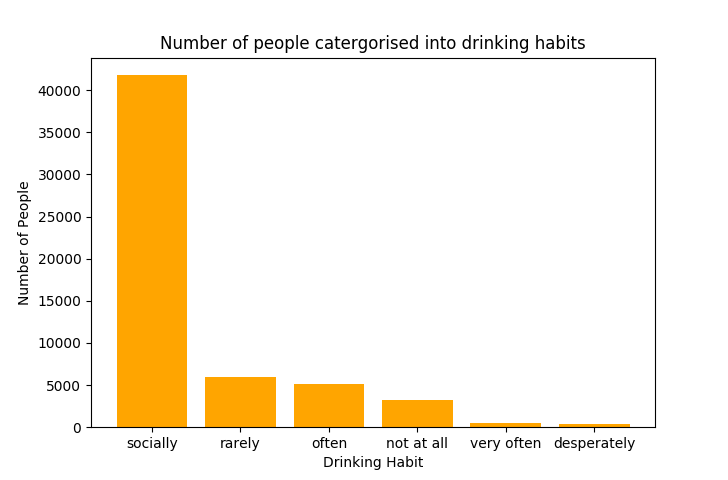 Number of people catergorised into drinking habits
40000
35000
30000
25000
20000
15000
10000
5000
0
Number of People
socially rarely often not at all very often desperately
Drinking Habit